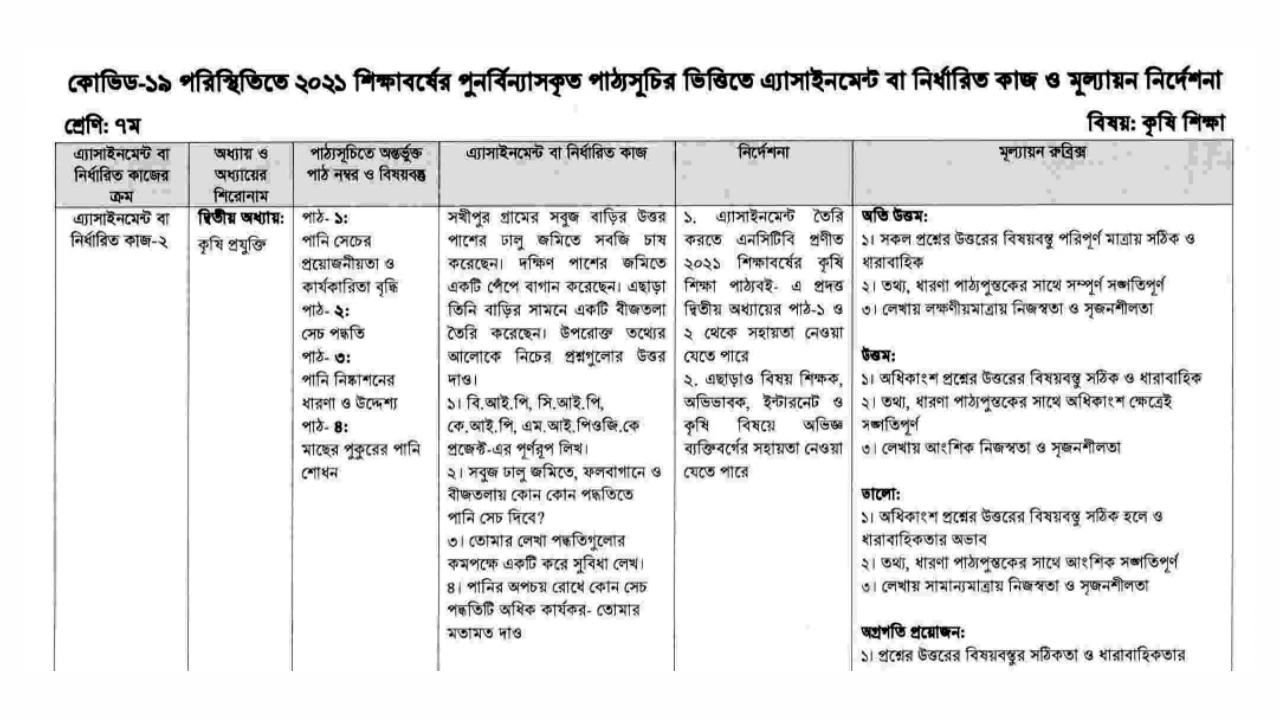 কোভিড-১৯ পরিস্থিতিতে ২০২১ শিক্ষাবর্ষের পুনর্বিন্যাসকৃত পাঠ্যসূচির ভিত্তিতে এ্যাসাইনমেন্ট বা নির্ধারিত কাজ ও মূল্যায়ন নির্দেশনা
শ্রেণি: ৭ম
বিষয়: কৃষি শিক্ষা
এ্যাসাইনমেন্ট বা
নির্ধারিত কাজের
ক্রম
অধ্যায় ও
অধ্যায়ের
শিরোনাম
পাঠ্যসূচিতে অন্তর্ভুক্ত
পাঠ নম্বর ও বিষয়বস্তু
এ্যাসাইনমেন্ট বা নির্ধারিত কাজ
নির্দেশনা
মূল্যায়ন রুব্রিক্স
এ্যাসাইনমেন্ট বা
নির্ধারিত কাজ-২
দ্বিতীয় অধ্যায়:
কৃষি প্রযুক্তি
পাঠ- ১:
পানি সেচের
প্রয়োজনীয়তা ও
কার্যকারিতা বৃদ্ধি
পাঠ- ২:
সেচ পদ্ধতি
পাঠ- ৩:
পানি নিষ্কাশনের
ধারণা ও উদ্দেশ্য
পাঠ- ৪:
মাছের পুকুরের পানি
শোধন
সখীপুর গ্রামের সবুজ বাড়ির উত্তর
পাশের ঢালু জমিতে সবজি চাষ
করেছেন। দক্ষিণ পাশের জমিতে
একটি পেঁপে বাগান করেছেন। এছাড়া
তিনি বাড়ির সামনে একটি বীজতলা
তৈরি করেছেন। উপরোক্ত তথ্যের
আলোকে নিচের প্রশ্নগুলোর উত্তর
দাও।
১। বি.আই.পি, সি.আই.পি,
কে.আই.পি, এম.আই.পিওজি.কে
প্রজেক্ট-এর পূর্ণরূপ লিখ।
২। সবুজ ঢালু জমিতে, ফলবাগানে ও
বীজতলায় কোন কোন পদ্ধতিতে
পানি সেচ দিবে?
৩। তোমার লেখা পদ্ধতিগুলোর
কমপক্ষে একটি করে সুবিধা লেখ।
৪। পানির অপচয় রোধে কোন সেচ
পদ্ধতিটি অধিক কার্যকর- তোমার
মতামত দাও
১. এ্যাসাইনমেন্ট তৈরি
করতে এনসিটিবি প্রণীত
২০২১ শিক্ষাবর্ষের কৃষি
শিক্ষা পাঠ্যবই- এ প্রদত্ত
দ্বিতীয় অধ্যায়ের পাঠ-১ ও
২ থেকে সহায়তা নেওয়া
যেতে পারে
২. এছাড়াও বিষয় শিক্ষক,
অভিভাবক, ইন্টারনেট ও
কৃষি বিষয়ে অভিজ্ঞ
ব্যক্তিবর্গের সহায়তা নেওয়া
যেতে পারে
অতি উত্তম:
১। সকল প্রশ্নের উত্তরের বিষয়বস্তু পরিপূর্ণ মাত্রায় সঠিক ও
ধারাবাহিক
২। তথ্য, ধারণা পাঠ্যপুস্তকের সাথে সম্পূর্ণ সঙ্গতিপূর্ণ
৩। লেখায় লক্ষণীয়মাত্রায় নিজস্বতা ও সৃজনশীলতা
উত্তম:
১। অধিকাংশ প্রশ্নের উত্তরের বিষয়বস্তু সঠিক ও ধারাবাহিক
২। তথ্য, ধারণা পাঠ্যপুস্তকের সাথে অধিকাংশ ক্ষেত্রেই
সঙ্গতিপূর্ণ
৩। লেখায় আংশিক নিজস্বতা ও সৃজনশীলতা
ভালো:
১। অধিকাংশ প্রশ্নের উত্তরের বিষয়বস্তু সঠিক হলে ও
ধারাবাহিকতার অভাব
২। তথ্য, ধারণা পাঠ্যপুস্তকের সাথে আংশিক সঙ্গতিপূর্ণ
৩। লেখায় সামান্যমাত্রায় নিজস্বতা ও সৃজনশীলতা
অগ্রগতি প্রয়োজন:
১। প্রশ্নের উত্তরের বিষয়বস্তুর সঠিকতা ও ধারাবাহিকতার